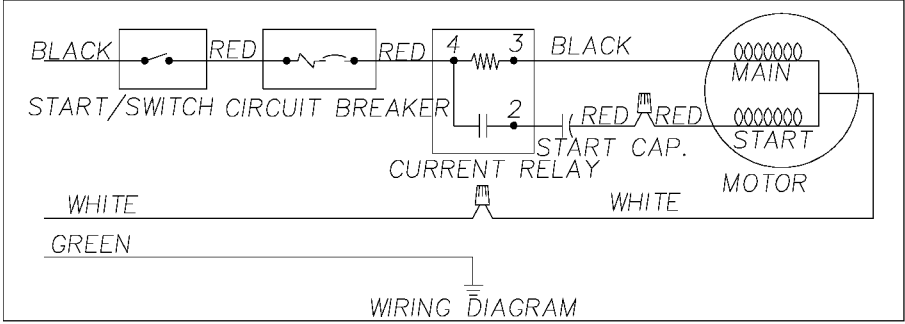 BLACK RED RED 4 3 BLACK
MAIN
START/SWITCH CIRCUIT BREAKER 2 RED RED
START CAP. START
CURRENT RELAY
MOTOR
WHITE WHITE
GREEN
WIRING DIAGRAM